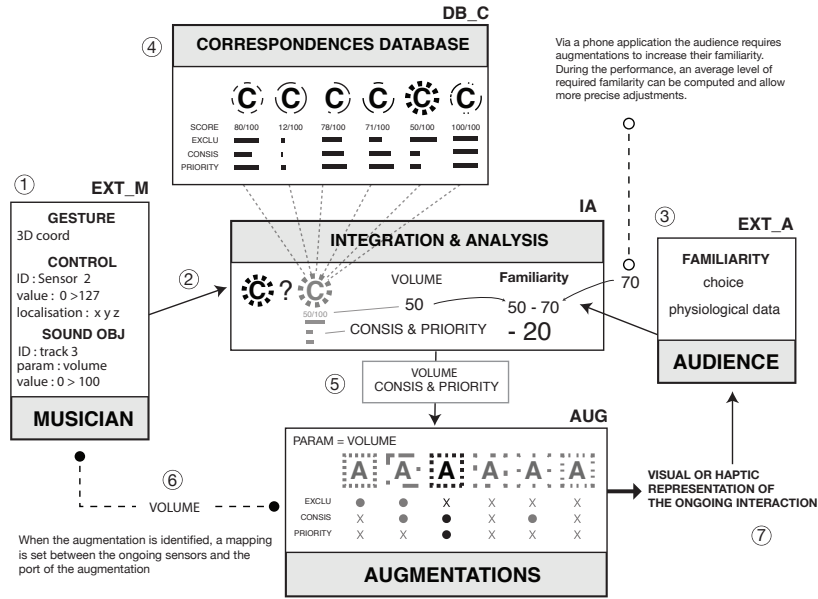 DB_C
④
CORRESPONDENCES DATABASE
C C C C C C
SCORE 80/100 12/100 78/100 71/100 50/100 100/100
EXCLU
CONSIS
PRIORITY
Via a phone application the audience requires
augmentations to increase their familiarity.
During the performance, an average level of
required familarity can be computed and allow
more precise adjustments.
①
EXT_M
GESTURE
3D coord
CONTROL
ID : Sensor 2
value : 0 >127
localisation : x y z
SOUND OBJ
ID : track 3
param : volume
value : 0 > 100
MUSICIAN
②
IA
INTEGRATION & ANALYSIS
C ? C
50/100
VOLUME
50
CONSIS & PRIORITY
Familiarity
50 - 70
- 20
70
③
EXT_A
FAMILIARITY
choice
physiological data
AUDIENCE
⑤
VOLUME
CONSIS & PRIORITY
AUG
PARAM = VOLUME
A A A A A A
EXCLU ● ● X X X X
CONSIS X ● ● X ● X
PRIORITY X X ● X X X
AUGMENTATIONS
⑥
VOLUME
When the augmentation is identified, a mapping
is set between the ongoing sensors and the
port of the augmentation
VISUAL OR HAPTIC
REPRESENTATION OF
THE ONGOING INTERACTION
⑦